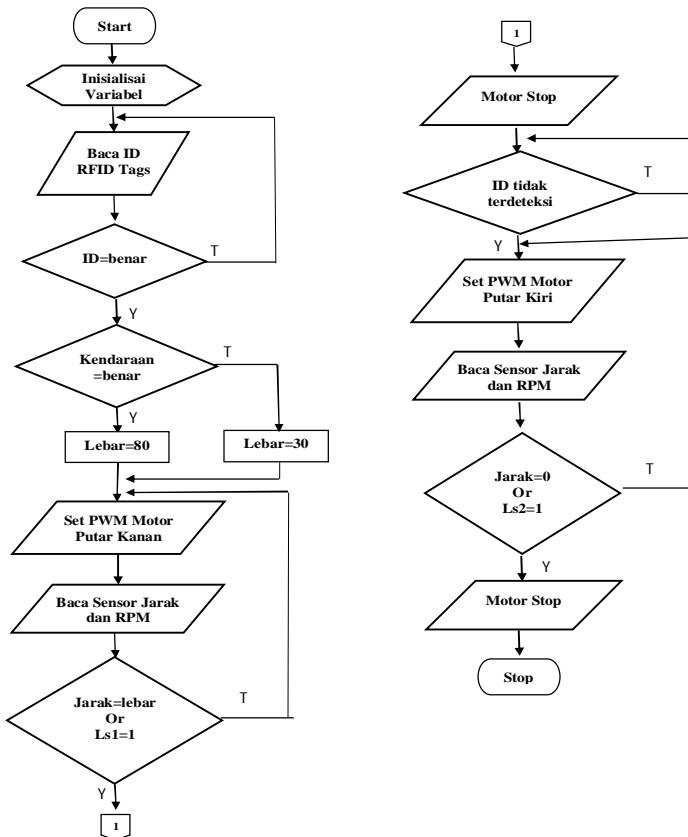 Start
Inisialisai
Variabel
Baca ID
RFID Tags
ID=benar
T
Y
Kendaraan
=benar
T
Y
Lebar=80
Lebar=30
Set PWM Motor
Putar Kanan
Baca Sensor Jarak
dan RPM
Jarak=lebar
Or
Ls1=1
T
Y
1
1
Motor Stop
ID tidak
terdeteksi
T
Y
Set PWM Motor
Putar Kiri
Baca Sensor Jarak
dan RPM
Jarak=0
Or
Ls2=1
T
Y
Motor Stop
Stop